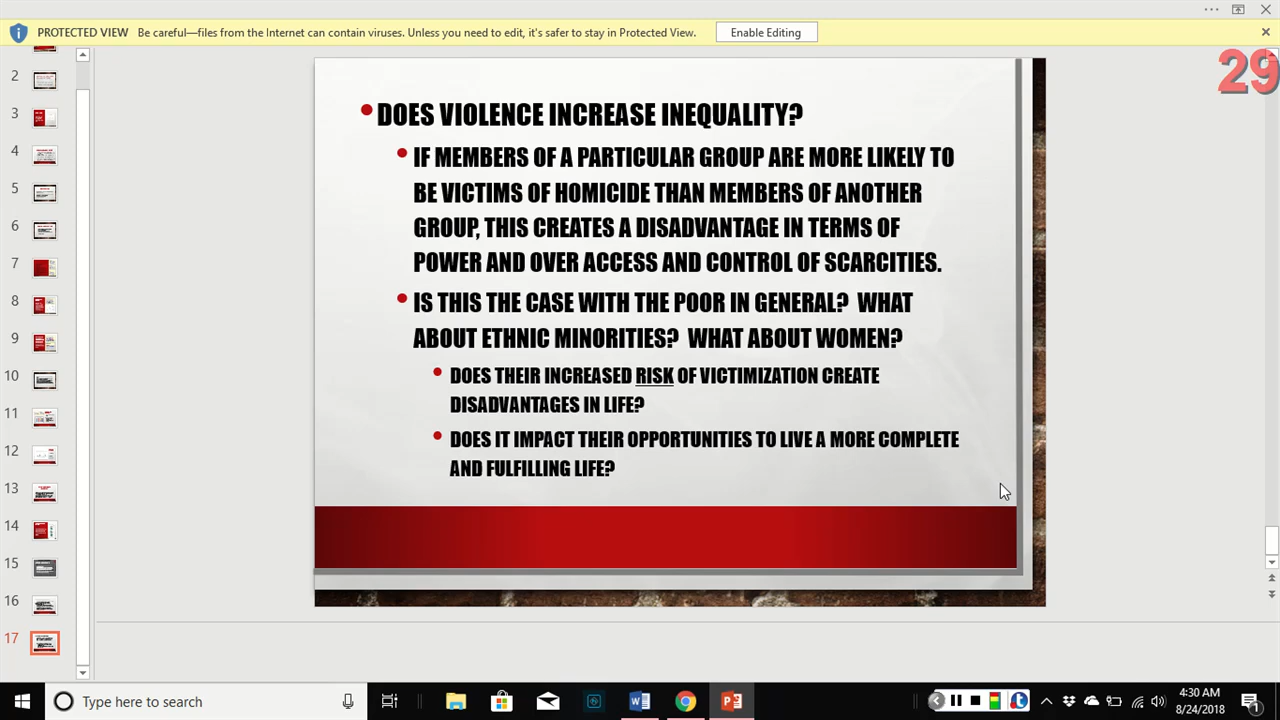 PROTECTED VIEW Be careful—files from the Internet can contain viruses. Unless you need to edit, it's safer to stay in Protected View. Enable Editing
29
2
3
4
5
6
7
8
9
10
11
12
13
14
15
16
17
DOES VIOLENCE INCREASE INEQUALITY?
IF MEMBERS OF A PARTICULAR GROUP ARE MORE LIKELY TO
BE VICTIMS OF HOMICIDE THAN MEMBERS OF ANOTHER
GROUP, THIS CREATES A DISADVANTAGE IN TERMS OF
POWER AND OVER ACCESS AND CONTROL OF SCARCITIES.
IS THIS THE CASE WITH THE POOR IN GENERAL? WHAT
ABOUT ETHNIC MINORITIES? WHAT ABOUT WOMEN?
DOES THEIR INCREASED RISK OF VICTIMIZATION CREATE
DISADVANTAGES IN LIFE?
DOES IT IMPACT THEIR OPPORTUNITIES TO LIVE A MORE COMPLETE
AND FULFILLING LIFE?
Type here to search
4:30 AM
8/24/2018